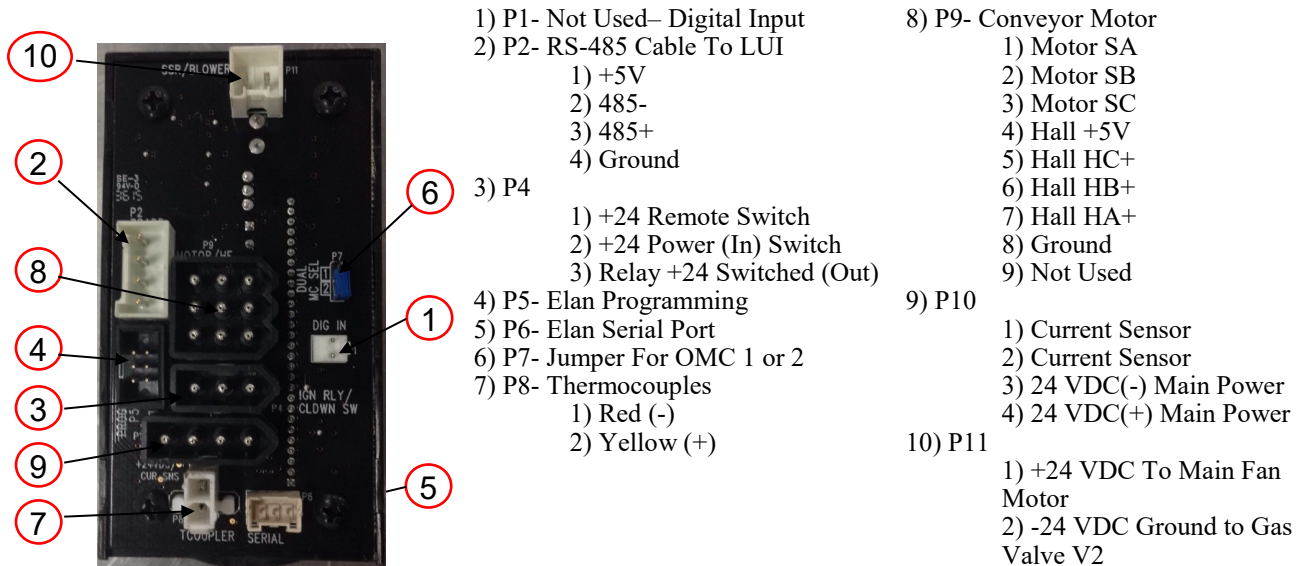 10
SSR/BLOWER
P11
2
P2
6
P9
MOTOR/HE
P7
DUAL
MC SEL
1
2
8
DIG IN
1
4
3
IGN RLY/
CLDWN SW
P4
PROG
P5
9
+24VDC/
CUR SNS
5
P6
7
P8
TCOUPLER
SERIAL
1) P1- Not Used– Digital Input
2) P2- RS-485 Cable To LUI
1) +5V
2) 485-
3) 485+
4) Ground
3) P4
1) +24 Remote Switch
2) +24 Power (In) Switch
3) Relay +24 Switched (Out)
4) P5- Elan Programming
5) P6- Elan Serial Port
6) P7- Jumper For OMC 1 or 2
7) P8- Thermocouples
1) Red (-)
2) Yellow (+)
8) P9- Conveyor Motor
1) Motor SA
2) Motor SB
3) Motor SC
4) Hall +5V
5) Hall HC+
6) Hall HB+
7) Hall HA+
8) Ground
9) Not Used
9) P10
1) Current Sensor
2) Current Sensor
3) 24 VDC(-) Main Power
4) 24 VDC(+) Main Power
10) P11
1) +24 VDC To Main Fan
Motor
2) -24 VDC Ground to Gas
Valve V2